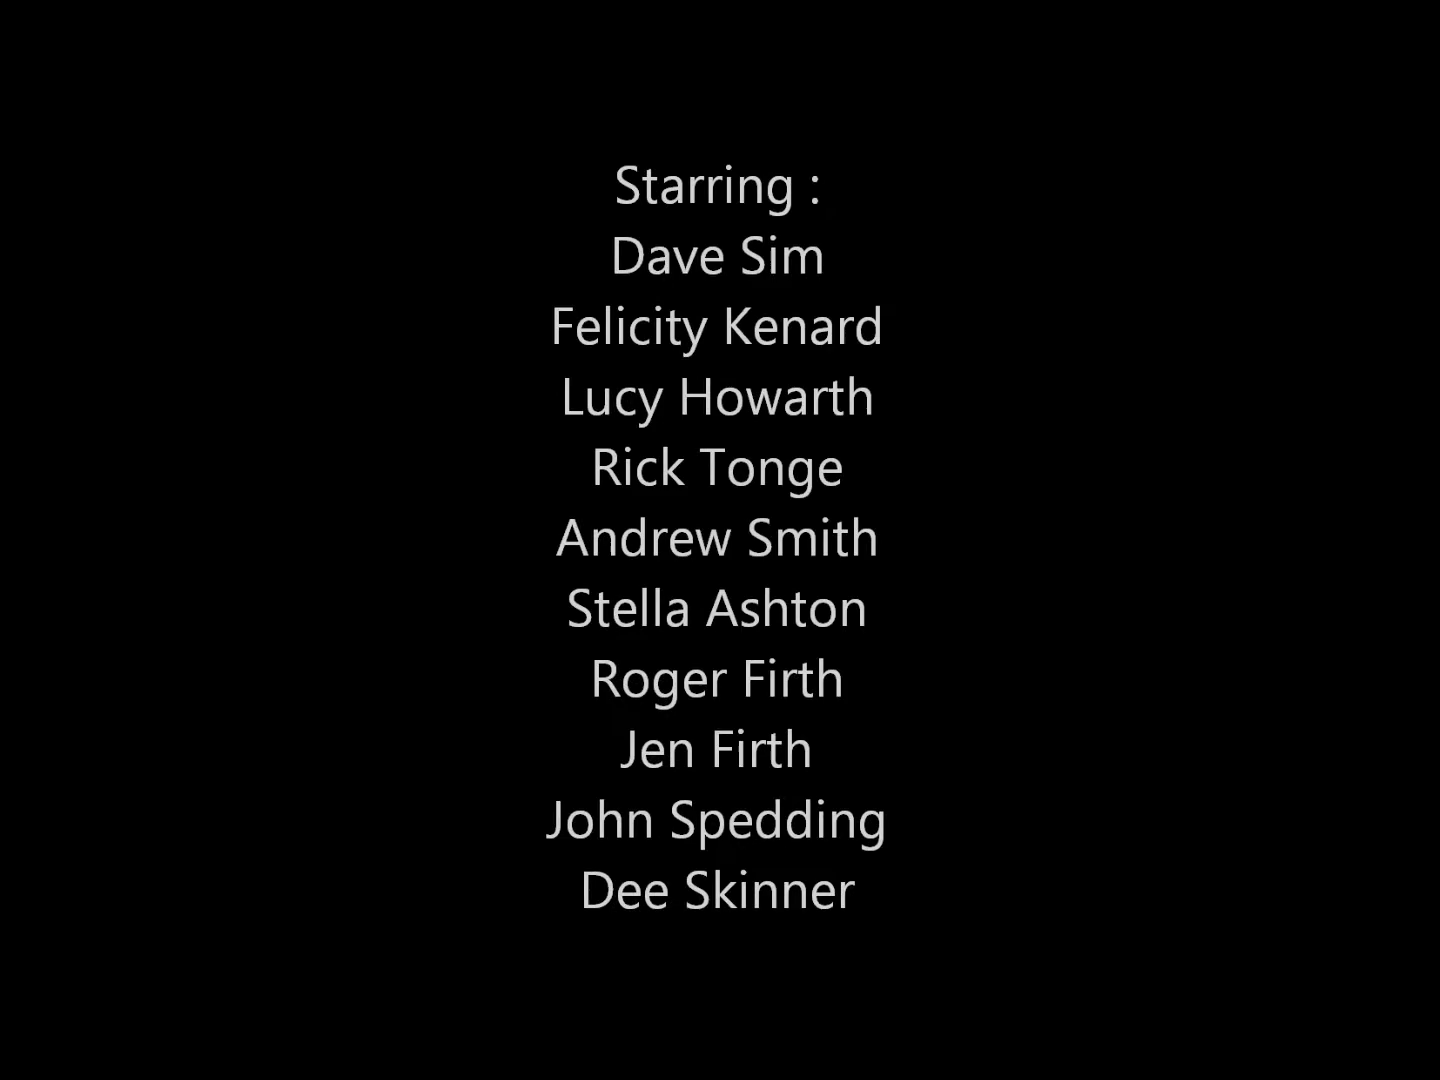 Starring :
Dave Sim
Felicity Kenard
Lucy Howarth
Rick Tonge
Andrew Smith
Stella Ashton
Roger Firth
Jen Firth
John Spedding
Dee Skinner